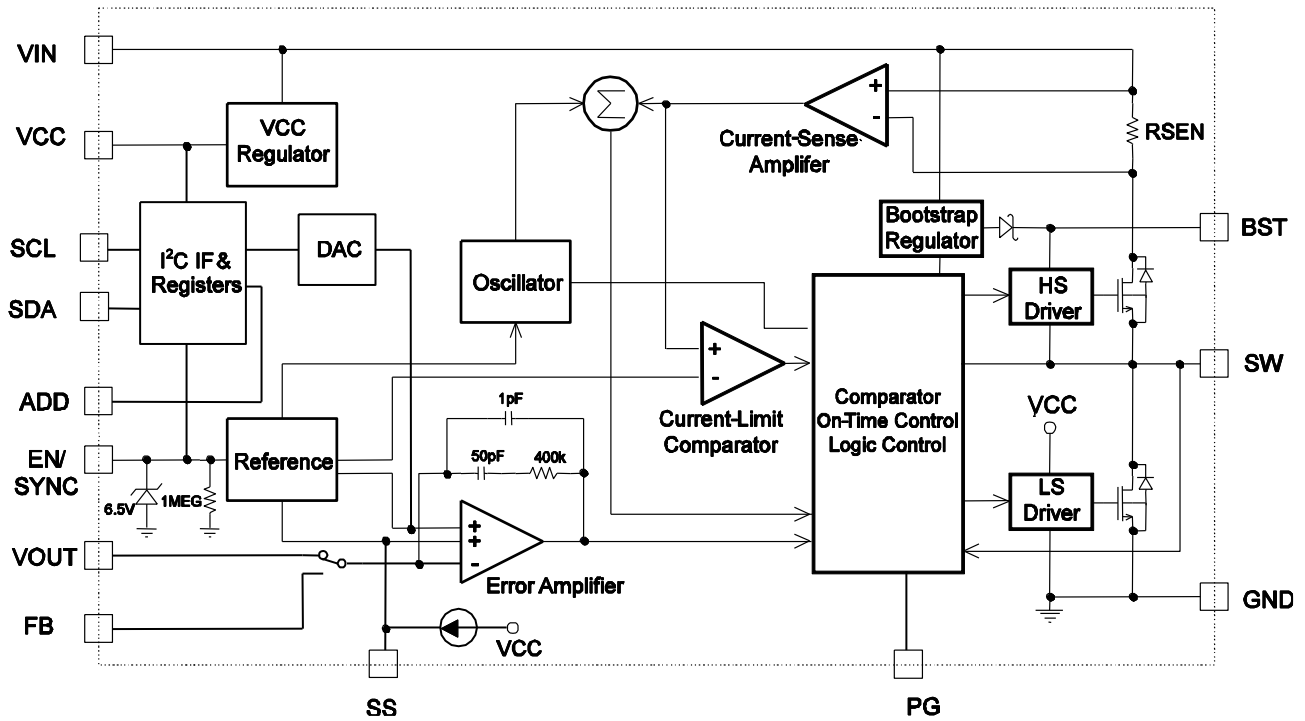 VIN
VCC
VCC
Regulator
Σ
+
-
Current-Sense
Amplifer
RSEN
SCL
SDA
I²C IF &
Registers
DAC
Oscillator
Bootstrap
Regulator
BST
HS
Driver
ADD
+
-
Current-Limit
Comparator
Comparator
On-Time Control
Logic Control
SW
VCC
EN/
SYNC
Reference
6.5V
1MEG
1pF
50pF
400k
LS
Driver
VOUT
+
+
-
Error Amplifier
FB
VCC
GND
SS
PG